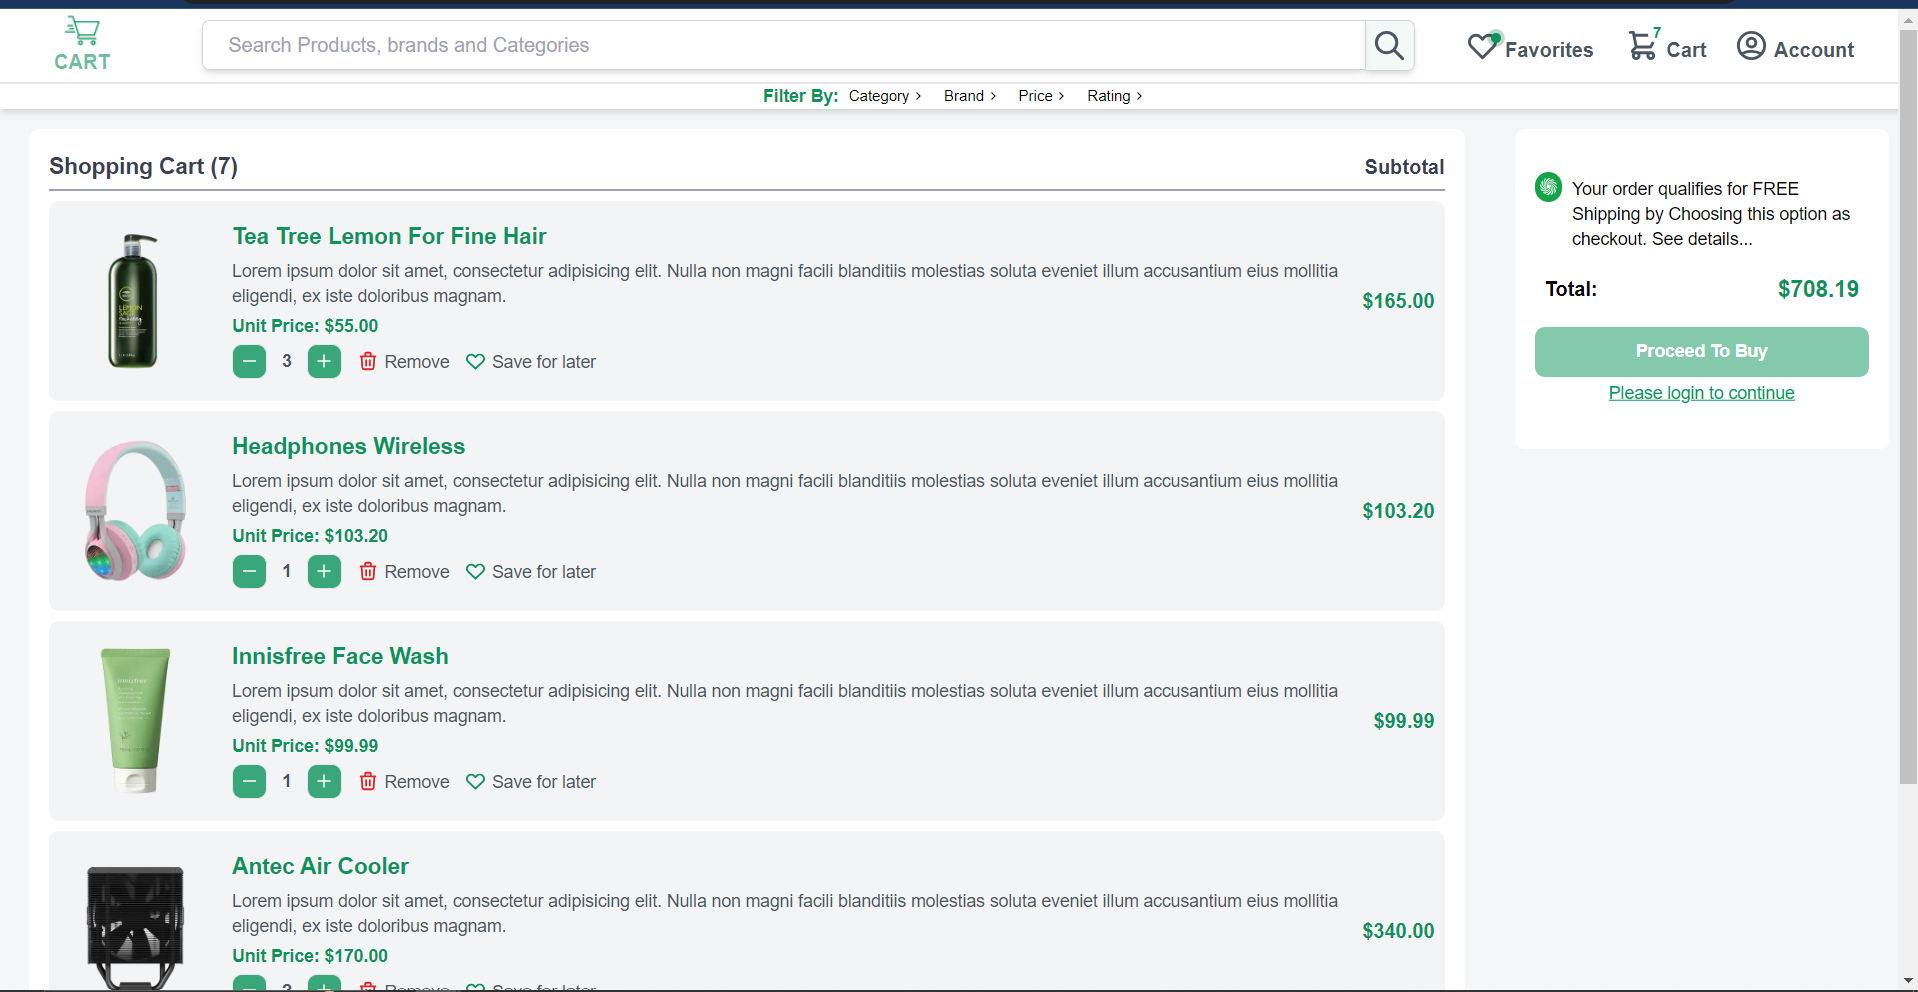 CART
Search Products, brands and Categories
Favorites
7
Cart
Account
Filter By: Category Brand Price Rating
Shopping Cart (7)
Subtotal
Tea Tree Lemon For Fine Hair
Lorem ipsum dolor sit amet, consectetur adipisicing elit. Nulla non magni facili blanditiis molestias soluta eveniet illum accusantium eius mollitia
eligendi, ex iste doloribus magnam.
$165.00
Unit Price: $55.00
3
Remove
Save for later
LEMON
SAGE
Headphones Wireless
Lorem ipsum dolor sit amet, consectetur adipisicing elit. Nulla non magni facili blanditiis molestias soluta eveniet illum accusantium eius mollitia
eligendi, ex iste doloribus magnam.
$103.20
Unit Price: $103.20
1
Remove
Save for later
Innisfree Face Wash
Lorem ipsum dolor sit amet, consectetur adipisicing elit. Nulla non magni facili blanditiis molestias soluta eveniet illum accusantium eius mollitia
eligendi, ex iste doloribus magnam.
$99.99
Unit Price: $99.99
1
Remove
Save for later
innisfree
Antec Air Cooler
Lorem ipsum dolor sit amet, consectetur adipisicing elit. Nulla non magni facili blanditiis molestias soluta eveniet illum accusantium eius mollitia
eligendi, ex iste doloribus magnam.
$340.00
Unit Price: $170.00
2
Remove
Save for later
Your order qualifies for FREE
Shipping by Choosing this option as
checkout. See details...
Total:
$708.19
Proceed To Buy
Please login to continue